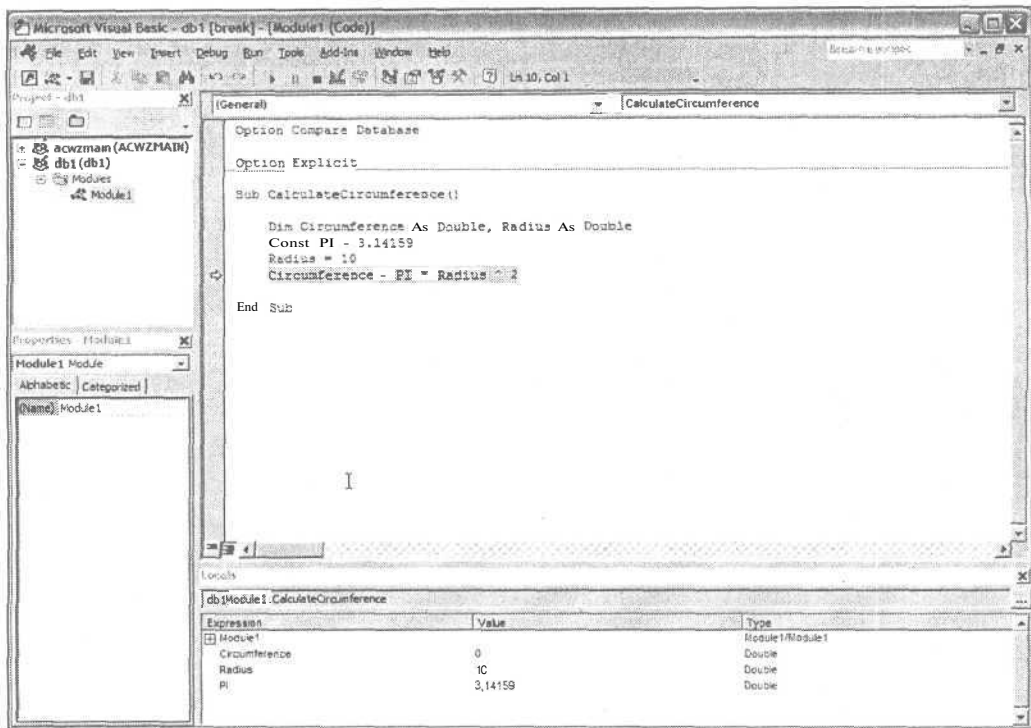 Microsoft Visual Basic - db1 [break] - [Module1 (Code)]
File Edit View Insert Debug Run Tools Add-Ins Window Help
Ln 10, Col 1
Project - db1
(General)
CalculateCircumference
acwzmain (ACWZMAIN)
db1 (db1)
Modules
Module1
Option Compare Database
Option Explicit
Sub CalculateCircumference()
Dim Circumference As Double, Radius As Double
Const PI - 3.14159
Radius = 10
Circumference - PI * Radius ^ 2
End Sub
Properties - Module1
Module1 Module
Alphabetic Categorized
(Name) Module1
Locals
db1.Module1.CalculateCircumference
Expression Value Type
Module1 Module1/Module1
Circumference 0 Double
Radius 10 Double
PI 3,14159 Double